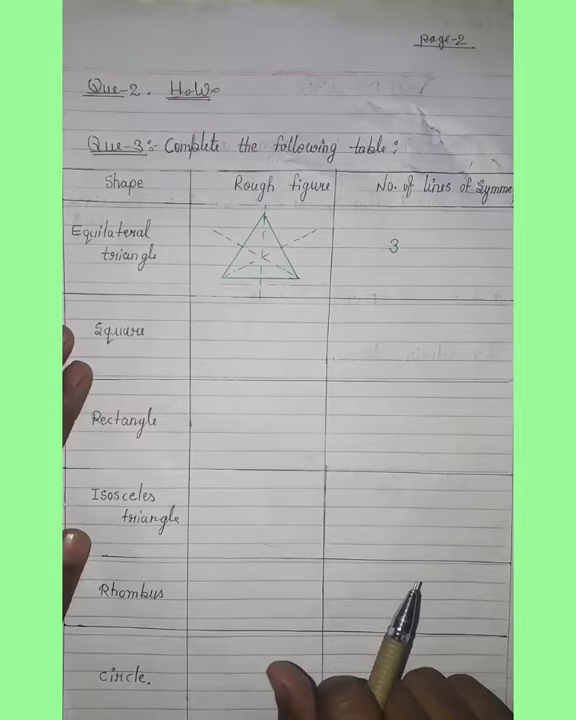 page-2
Que-2. H.W.
Que-3:- Complete the following table:
Shape Rough figure No. of lines of Symme
Equilateral
triangle
3
Square
Rectangle
Isosceles
triangle
Rhombus
Circle.